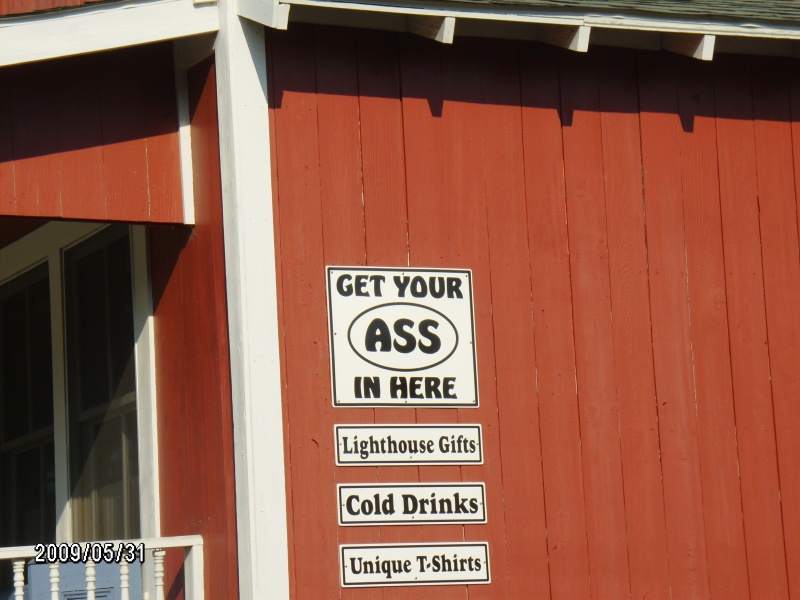 GET YOUR
ASS
IN HERE
Lighthouse Gifts
Cold Drinks
Unique T-Shirts
2009/05/31